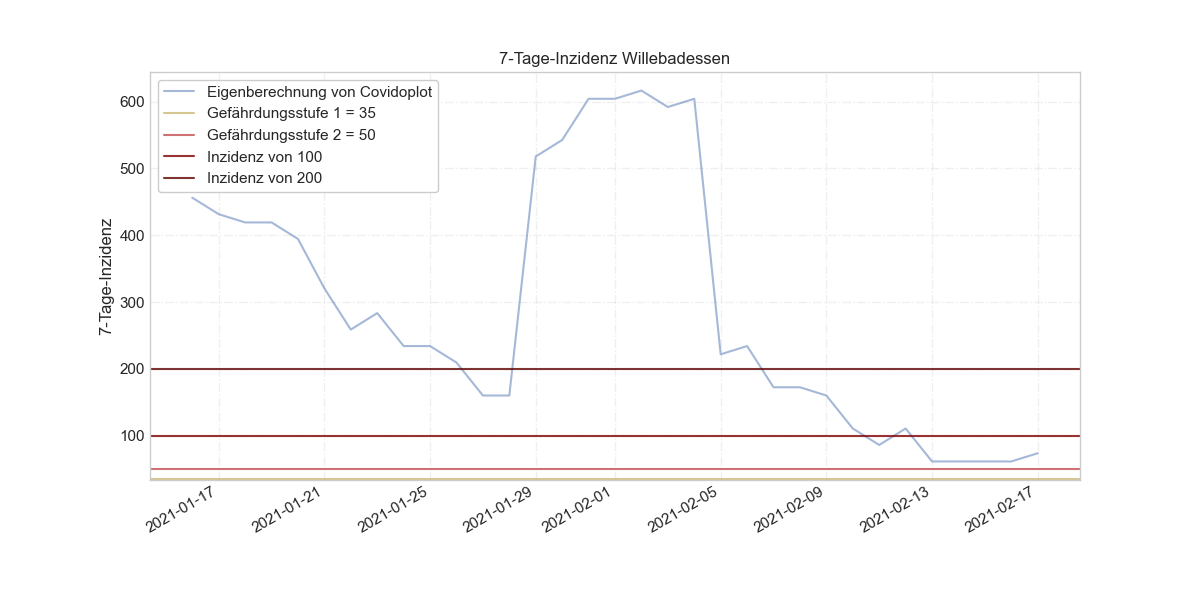 7-Tage-Inzidenz Willebadessen
Eigenberechnung von Covidoplot
Gefährdungsstufe 1 = 35
Gefährdungsstufe 2 = 50
Inzidenz von 100
Inzidenz von 200
7-Tage-Inzidenz
600
500
400
300
200
100
2021-01-17
2021-01-21
2021-01-25
2021-01-29
2021-02-01
2021-02-05
2021-02-09
2021-02-13
2021-02-17